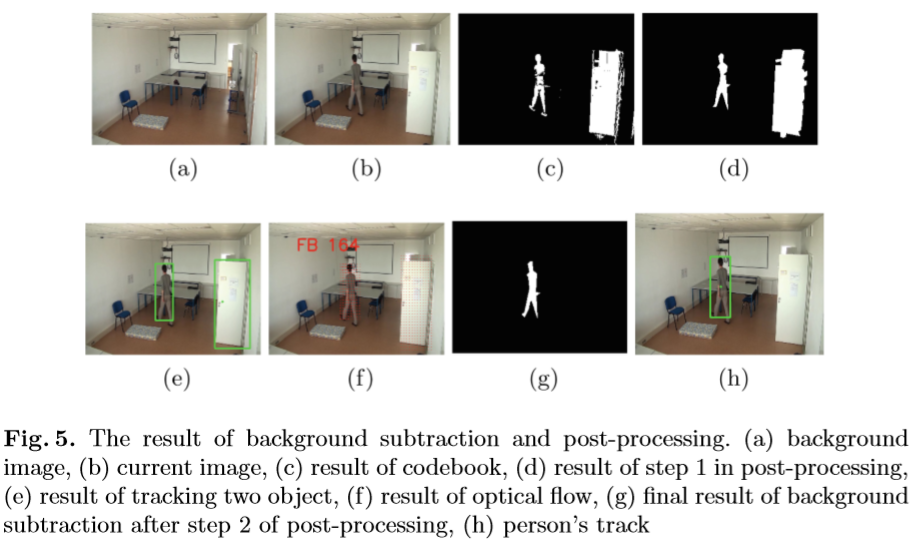 (a) (b) (c) (d)
FB 164
(e) (f) (g) (h)
Fig. 5. The result of background subtraction and post-processing. (a) background
image, (b) current image, (c) result of codebook, (d) result of step 1 in post-processing,
(e) result of tracking two object, (f) result of optical flow, (g) final result of background
subtraction after step 2 of post-processing, (h) person's track